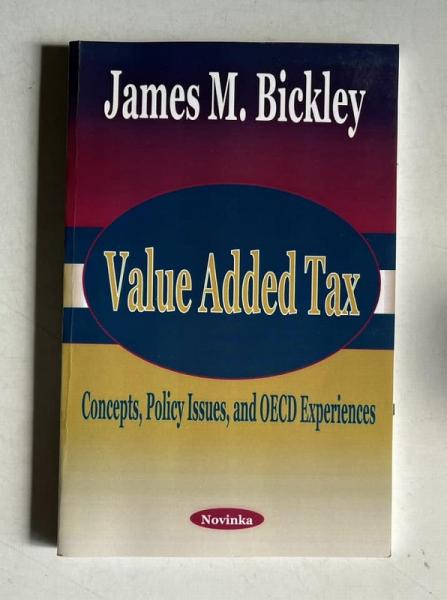 James M. Bickley
Value Added Tax
Concepts, Policy Issues, and OECD Experiences
Novinka